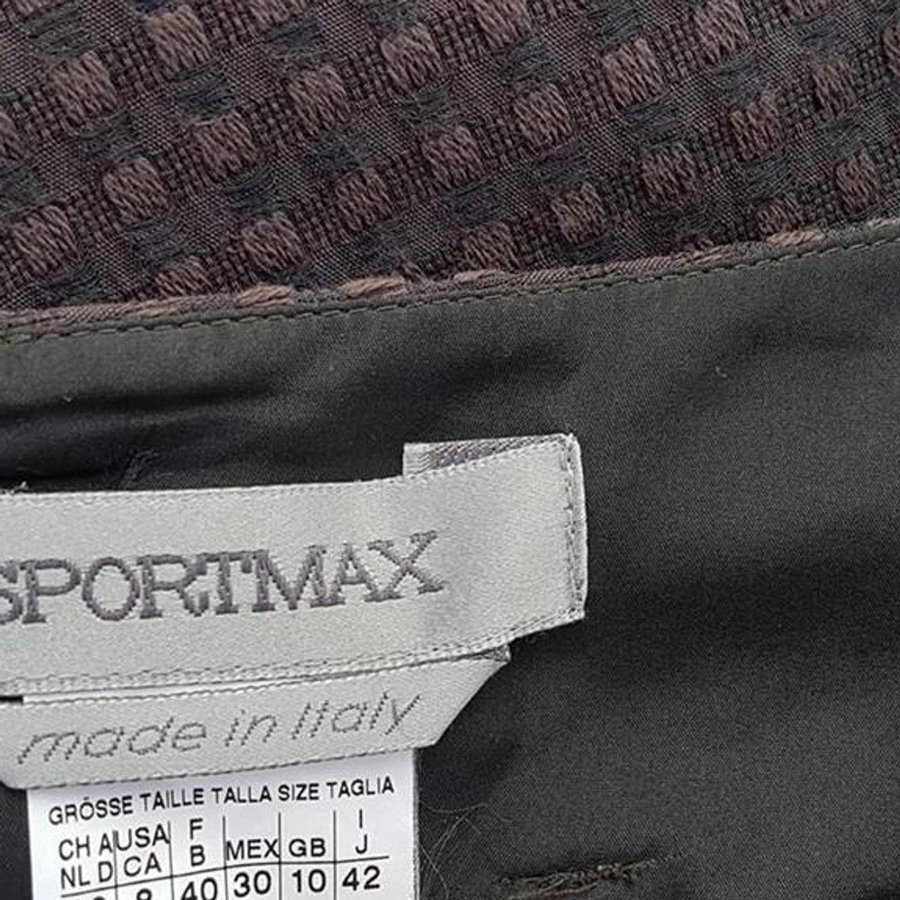 SPORTMAX
made in Italy
GRÖSSE TAILLE TALLA SIZE TAGLIA
CH A USA F MEX GB I
NL D CA B J
40 30 10 42